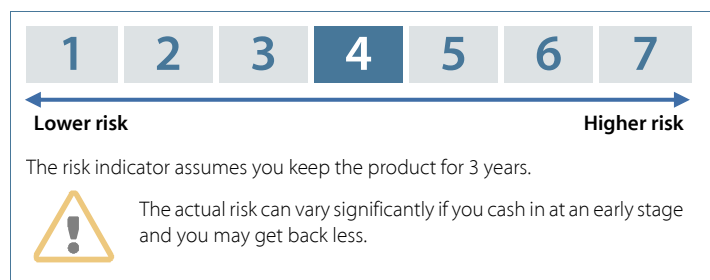 1 2 3 4 5 6 7
Lower risk Higher risk
The risk indicator assumes you keep the product for 3 years.
The actual risk can vary significantly if you cash in at an early stage
and you may get back less.